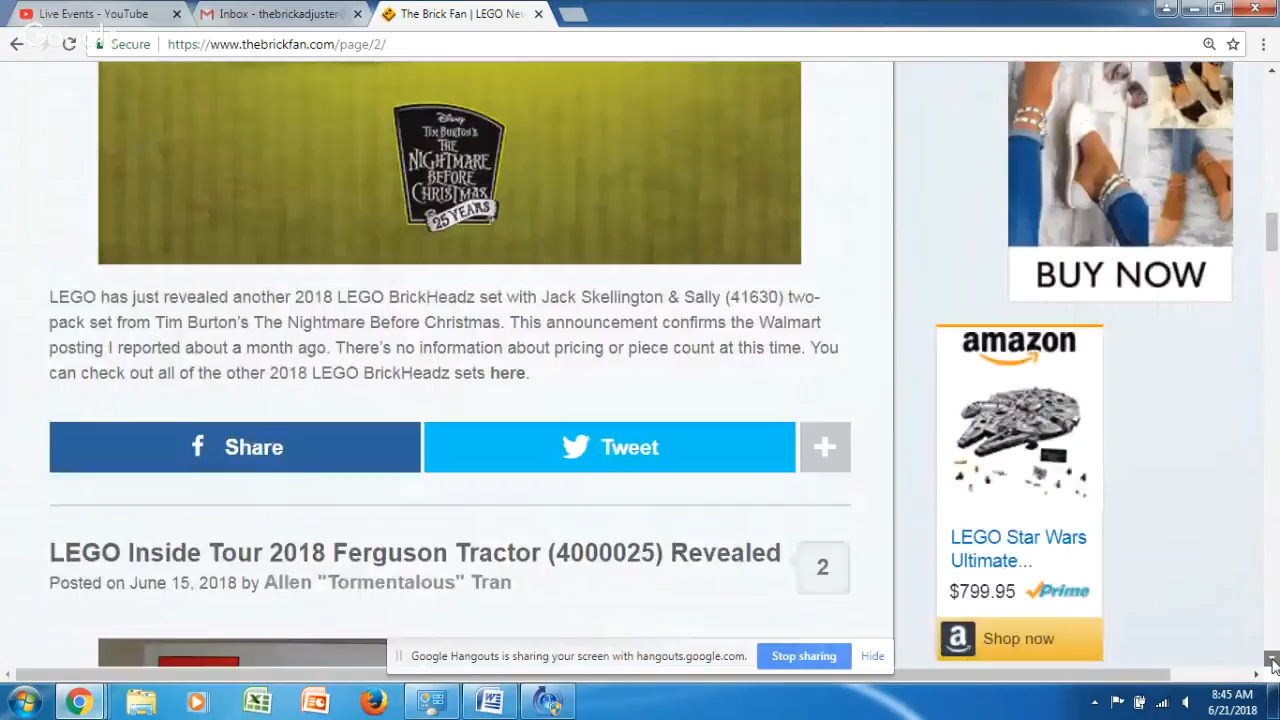 Live Events - YouTube
Inbox - thebrickadjuster@
The Brick Fan | LEGO Nev
Secure
https://www.thebrickfan.com/page/2/
Disney
TIM BURTON'S
THE
NIGHTMARE
BEFORE
CHRISTMAS
25 YEARS
BUY NOW
LEGO has just revealed another 2018 LEGO BrickHeadz set with Jack Skellington & Sally (41630) two-
pack set from Tim Burton's The Nightmare Before Christmas. This announcement confirms the Walmart
posting I reported about a month ago. There's no information about pricing or piece count at this time. You
can check out all of the other 2018 LEGO BrickHeadz sets here.
amazon
Share
Tweet
LEGO Star Wars
Ultimate...
$799.95 Prime
Shop now
LEGO Inside Tour 2018 Ferguson Tractor (4000025) Revealed
2
Posted on June 15, 2018 by Allen "Tormentalous" Tran
Google Hangouts is sharing your screen with hangouts.google.com.
Stop sharing
Hide
8:45 AM
6/21/2018